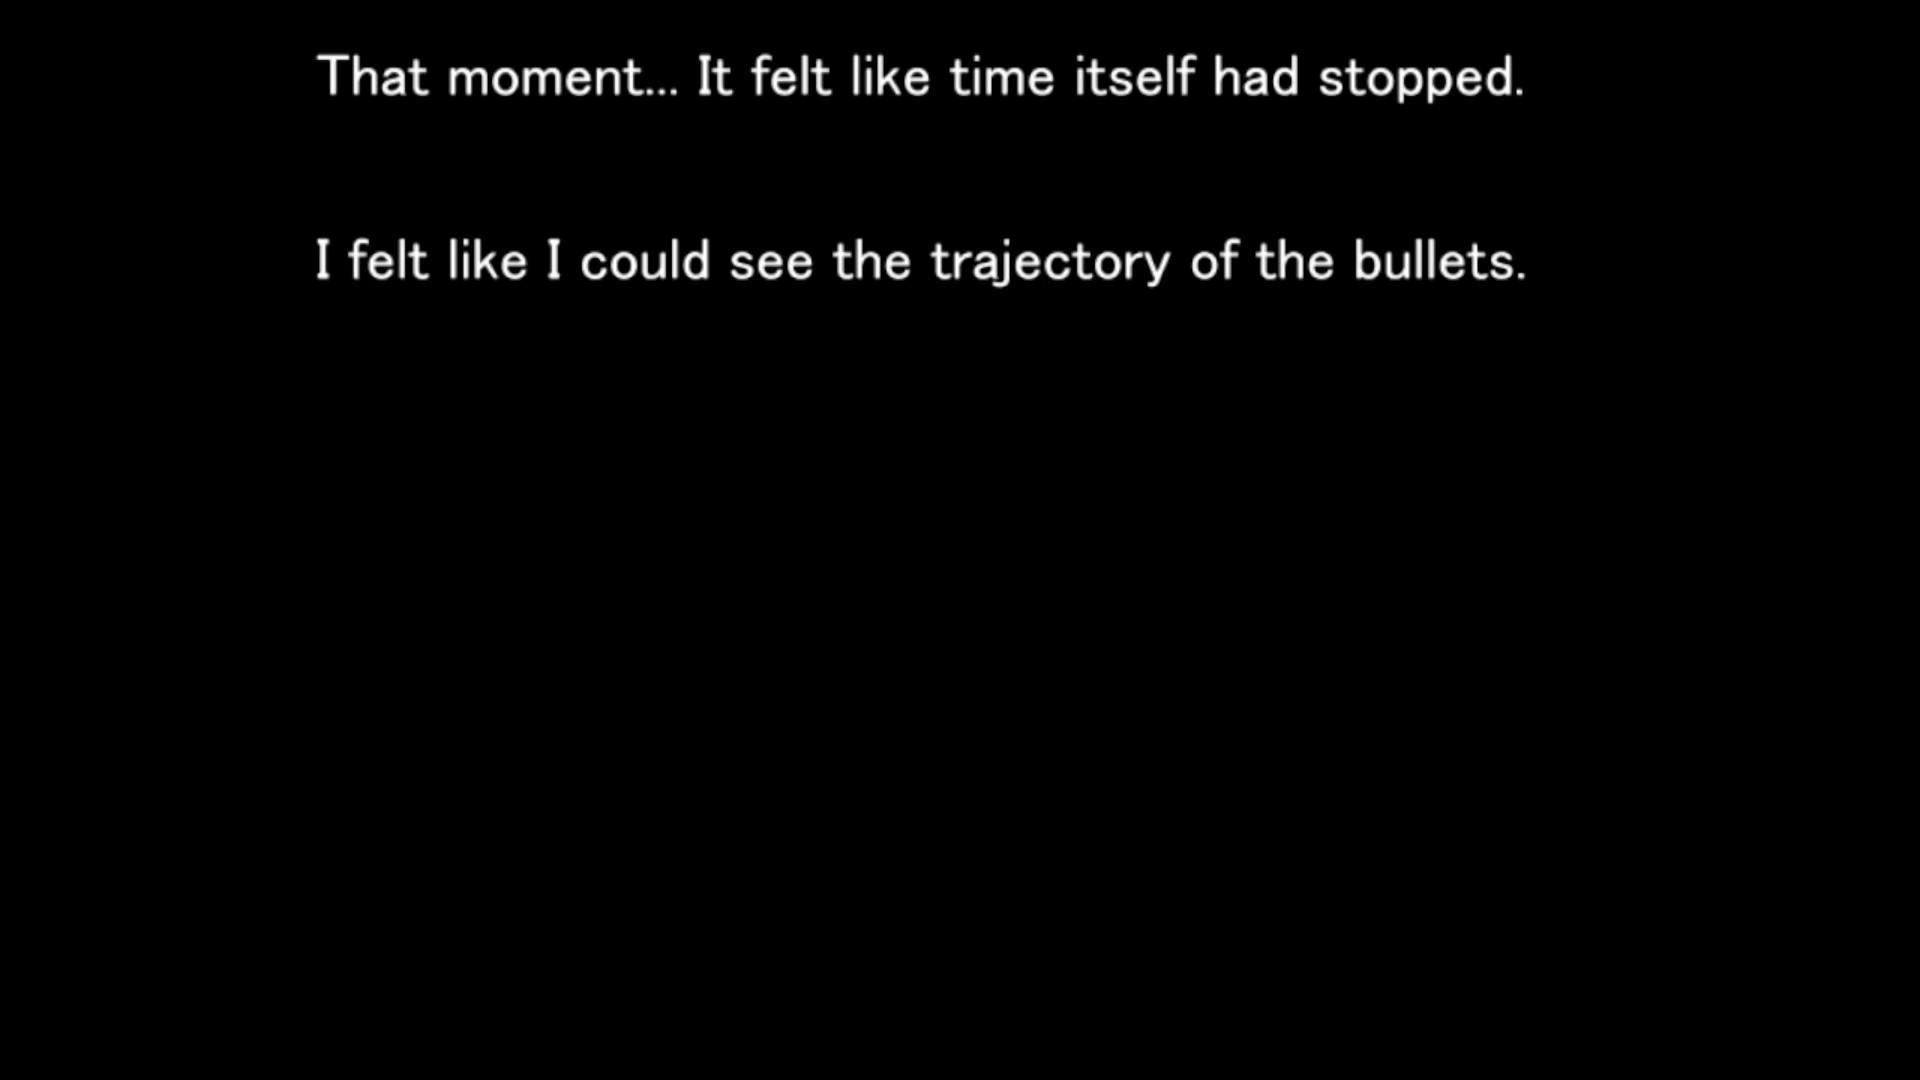 That moment... It felt like time itself had stopped.
I felt like I could see the trajectory of the bullets.